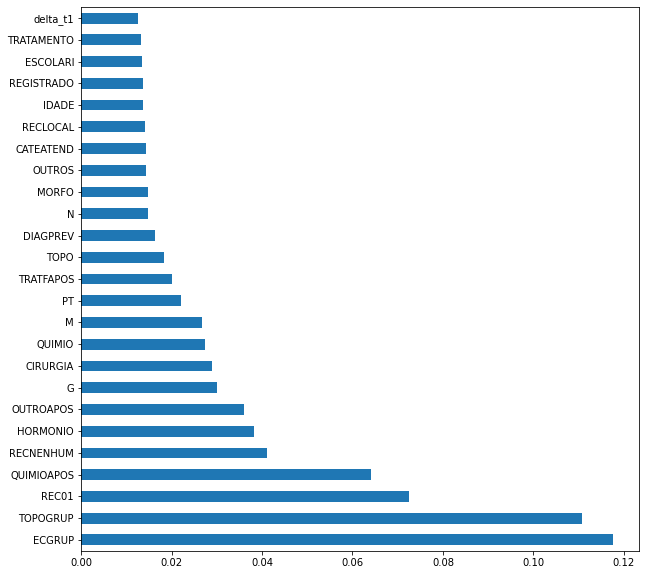 delta_t1
TRATAMENTO
ESCOLARI
REGISTRADO
IDADE
RECLOCAL
CATEATEND
OUTROS
MORFO
N
DIAGPREV
TOPO
TRATFAPOS
PT
M
QUIMIO
CIRURGIA
G
OUTROAPOS
HORMONIO
RECNENHUM
QUIMIOAPOS
REC01
TOPOGRUP
ECGRUP
0.00 0.02 0.04 0.06 0.08 0.10 0.12